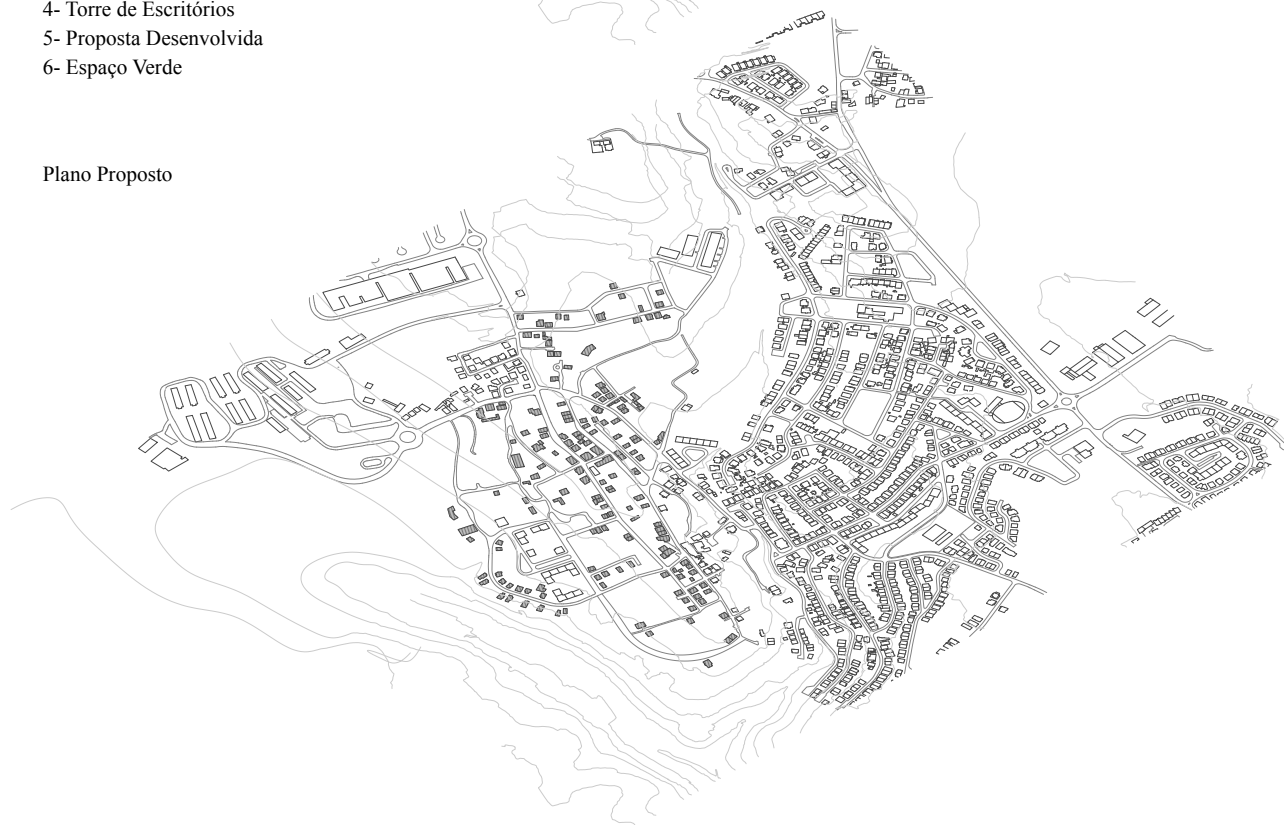 4- Torre de Escritórios
5- Proposta Desenvolvida
6- Espaço Verde
Plano Proposto